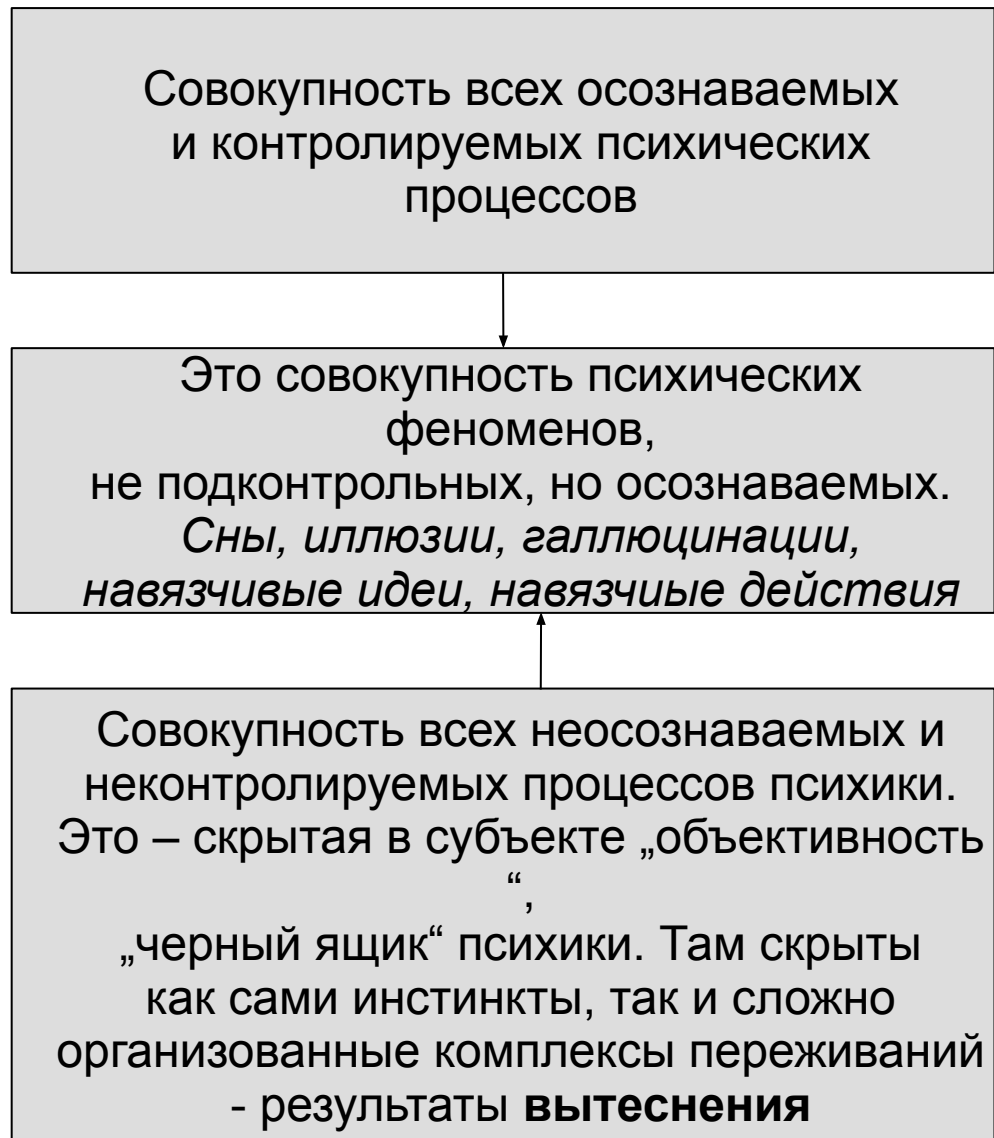 Совокупность всех осознаваемых
и контролируемых психических
процессов
Это совокупность психических
феноменов,
не подконтрольных, но осознаваемых.
Сны, иллюзии, галлюцинации,
навязчивые идеи, навязчиые действия
Совокупность всех неосознаваемых и
неконтролируемых процессов психики.
Это – скрытая в субъекте „объективность
“,
„черный ящик“ психики. Там скрыты
как сами инстинкты, так и сложно
организованные комплексы переживаний
- результаты вытеснения